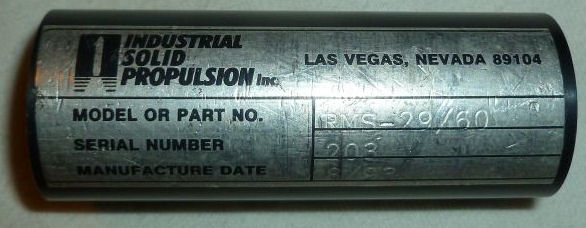 INDUSTRIAL
SOLID
PROPULSION Inc.
LAS VEGAS, NEVADA 89104
MODEL OR PART NO. RMS-29/60
SERIAL NUMBER 203
MANUFACTURE DATE